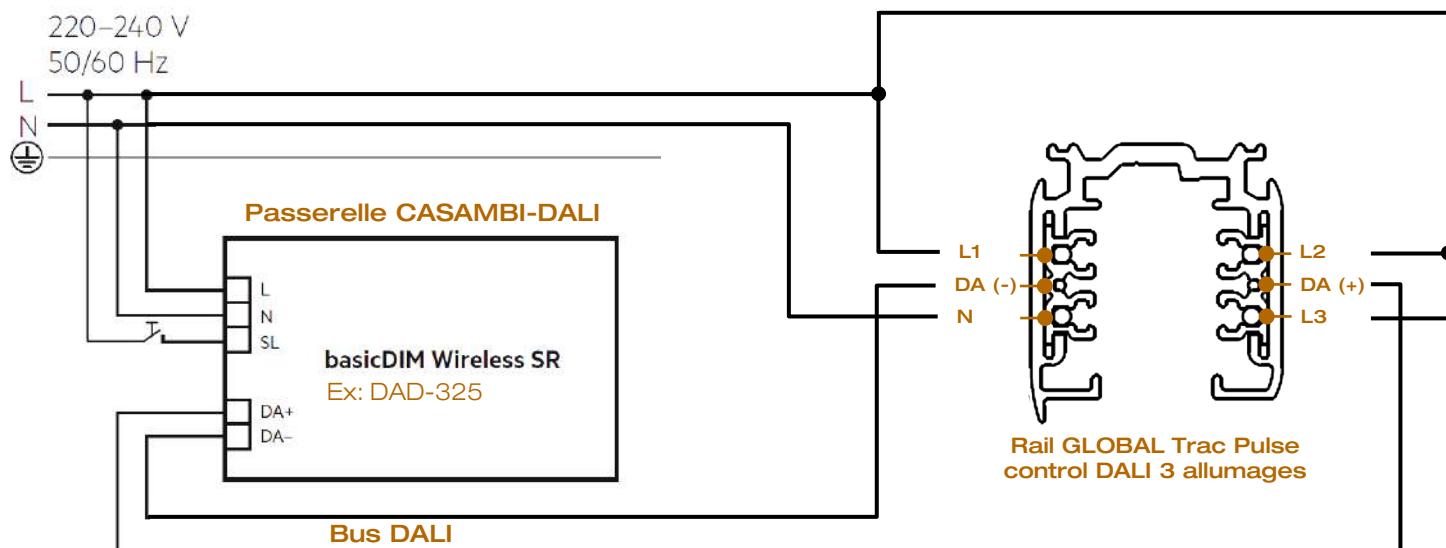 220–240 V
50/60 Hz
L
N
Passerelle CASAMBI-DALI
L
N
SL
basicDIM Wireless SR
Ex: DAD-325
DA+
DA–
Bus DALI
L1
DA (-)
N
L2
DA (+)
L3
Rail GLOBAL Trac Pulse
control DALI 3 allumages